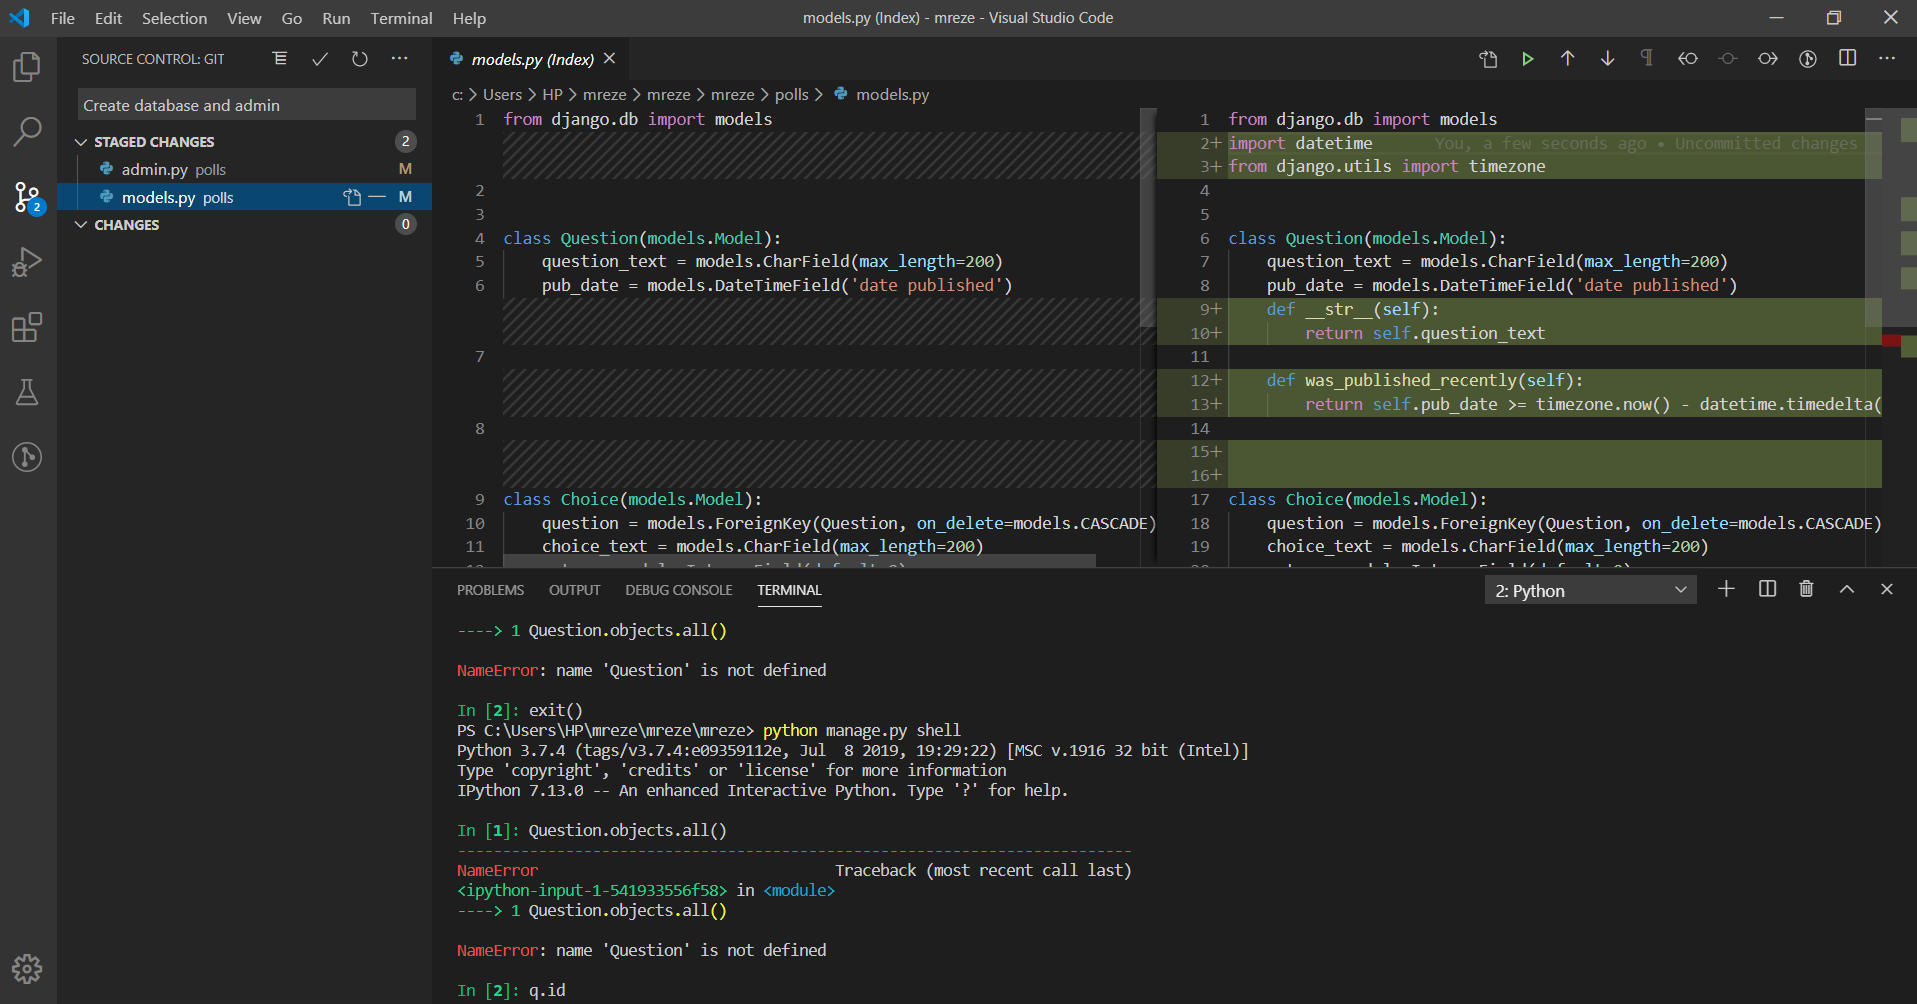 File Edit Selection View Go Run Terminal Help
models.py (Index) - mreze - Visual Studio Code
SOURCE CONTROL: GIT
Create database and admin
STAGED CHANGES 2
admin.py polls M
models.py polls M
CHANGES 0
2
models.py (Index)
c: > Users > HP > mreze > mreze > mreze > polls > models.py
1 from django.db import models
2
3
4 class Question(models.Model):
5 question_text = models.CharField(max_length=200)
6 pub_date = models.DateTimeField('date published')
7
8
9 class Choice(models.Model):
10 question = models.ForeignKey(Question, on_delete=models.CASCADE)
11 choice_text = models.CharField(max_length=200)
1 from django.db import models
2+ import datetime You, a few seconds ago • Uncommitted changes
3+ from django.utils import timezone
4
5
6 class Question(models.Model):
7 question_text = models.CharField(max_length=200)
8 pub_date = models.DateTimeField('date published')
9+ def __str__(self):
10+ return self.question_text
11
12+ def was_published_recently(self):
13+ return self.pub_date >= timezone.now() - datetime.timedelta(
14
15+
16+
17 class Choice(models.Model):
18 question = models.ForeignKey(Question, on_delete=models.CASCADE)
19 choice_text = models.CharField(max_length=200)
PROBLEMS OUTPUT DEBUG CONSOLE TERMINAL
2: Python
----> 1 Question.objects.all()
NameError: name 'Question' is not defined
In [2]: exit()
PS C:\Users\HP\mreze\mreze\mreze> python manage.py shell
Python 3.7.4 (tags/v3.7.4:e09359112e, Jul  8 2019, 19:29:22) [MSC v.1916 32 bit (Intel)]
Type 'copyright', 'credits' or 'license' for more information
IPython 7.13.0 -- An enhanced Interactive Python. Type '?' for help.
In [1]: Question.objects.all()
---------------------------------------------------------------------------
NameError Traceback (most recent call last)
<ipython-input-1-541933556f58> in <module>
----> 1 Question.objects.all()
NameError: name 'Question' is not defined
In [2]: q.id